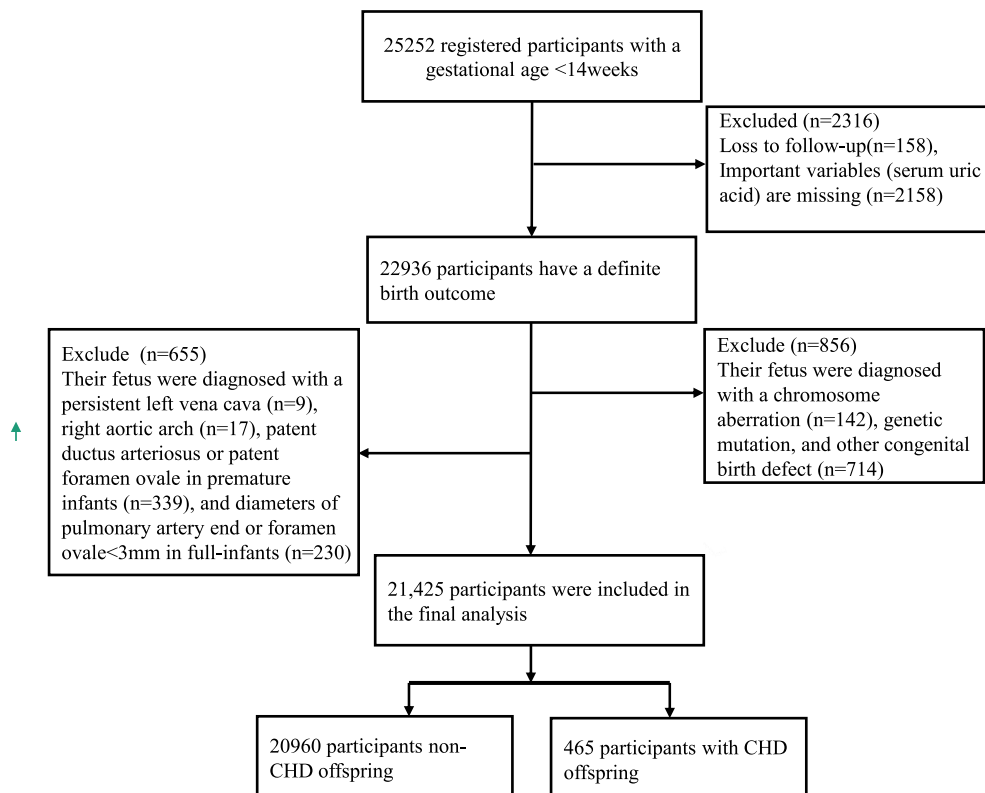 25252 registered participants with a
gestational age <14weeks
Excluded (n=2316)
Loss to follow-up(n=158),
Important variables (serum uric
acid) are missing (n=2158)
22936 participants have a definite
birth outcome
Exclude (n=655)
Their fetus were diagnosed with a
persistent left vena cava (n=9),
right aortic arch (n=17), patent
ductus arteriosus or patent
foramen ovale in premature
infants (n=339), and diameters of
pulmonary artery end or foramen
ovale<3mm in full-infants (n=230)
Exclude (n=856)
Their fetus were diagnosed
with a chromosome
aberration (n=142), genetic
mutation, and other congenital
birth defect (n=714)
21,425 participants were included in
the final analysis
20960 participants non-
CHD offspring
465 participants with CHD
offspring